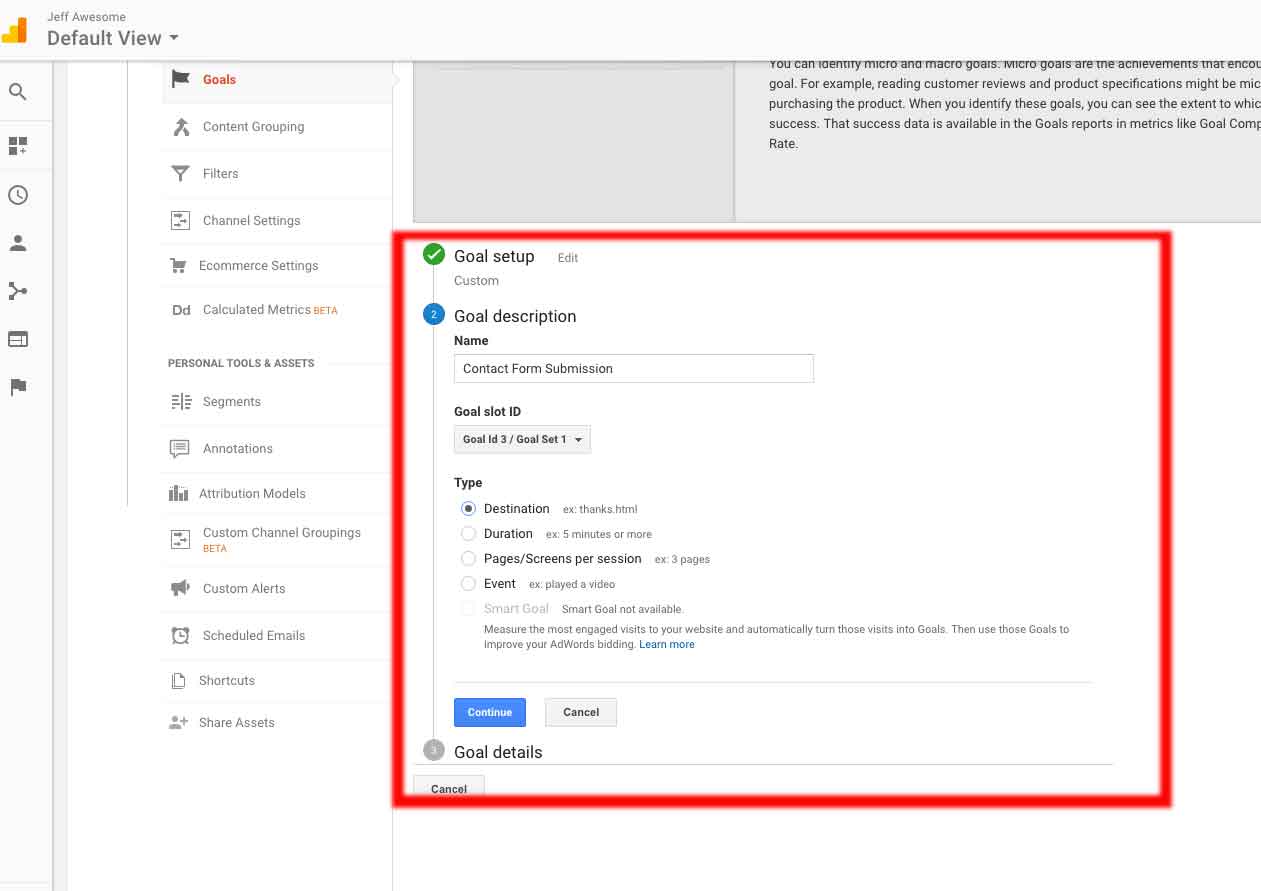 Jeff Awesome
Default View
Goals
Content Grouping
Filters
Channel Settings
Ecommerce Settings
Dd Calculated Metrics BETA
PERSONAL TOOLS & ASSETS
Segments
Annotations
Attribution Models
Custom Channel Groupings
BETA
Custom Alerts
Scheduled Emails
Shortcuts
Share Assets
You can identify micro and macro goals. Micro goals are the achievements that encou
goal. For example, reading customer reviews and product specifications might be mic
purchasing the product. When you identify these goals, you can see the extent to whic
success. That success data is available in the Goals reports in metrics like Goal Comp
Rate.
Goal setup Edit
Custom
2 Goal description
Name
Contact Form Submission
Goal slot ID
Goal Id 3 / Goal Set 1
Type
Destination ex: thanks.html
Duration ex: 5 minutes or more
Pages/Screens per session ex: 3 pages
Event ex: played a video
Smart Goal Smart Goal not available.
Measure the most engaged visits to your website and automatically turn those visits into Goals. Then use those Goals to
improve your AdWords bidding. Learn more
Continue Cancel
3 Goal details
Cancel